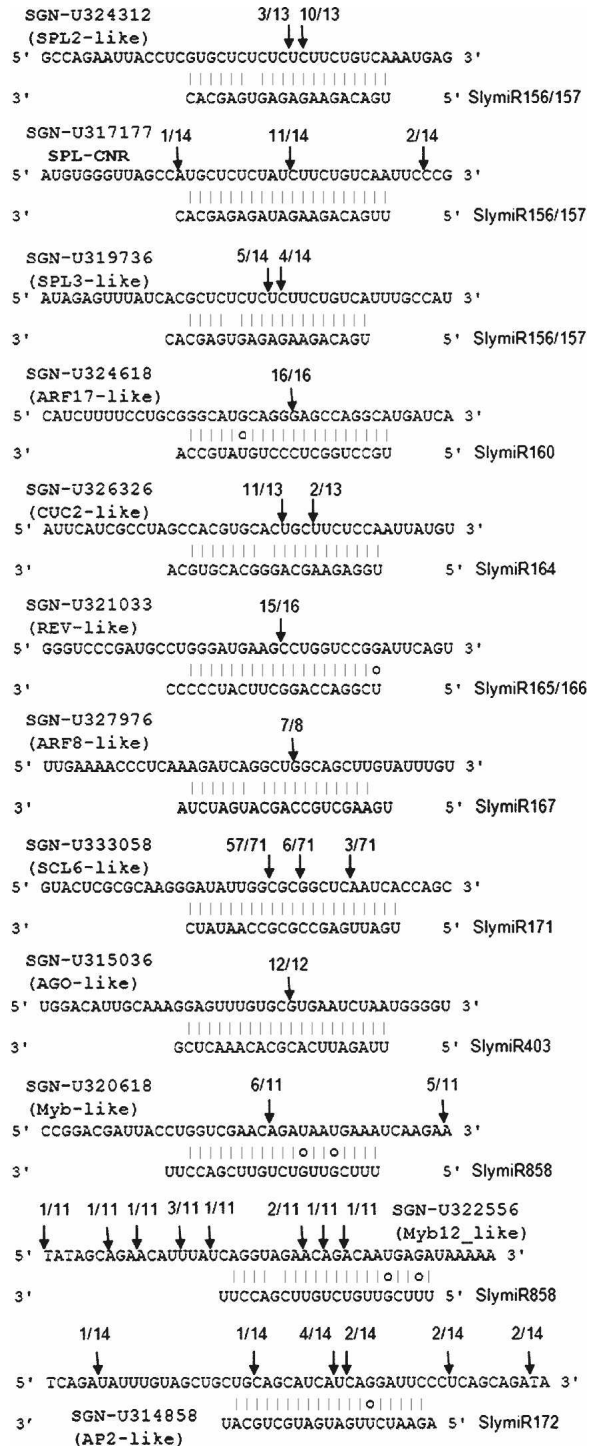 SGN-U324312 3/13 10/13
(SPL2-like)
5' GCCAGAAUUACCUCGUGCUCUCUCUCUUCUGUCAAAUGAG 3'
3' CACGAGUGAGAGAAGACAGU 5' SlymiR156/157
SGN-U317177 1/14 11/14 2/14
SPL-CNR
5' AUGUGGGUUAGCCAUGCUCUCUAUCUUCUGUCAAUUCCCG 3'
3' CACGAGAGAUAGAAGACAGUU 5' SlymiR156/157
SGN-U319736 5/14 4/14
(SPL3-like)
5' AUAGAGUUUAUCACGCUCUCUCUCUUCUGUCAUUUGCCAU 3'
3' CACGAGUGAGAGAAGACAGU 5' SlymiR156/157
SGN-U324618 16/16
(ARF17-like)
5' CAUCUUUUCCUGCGGGCAUGCAGGGAGCCAGGCAUGAUCA 3'
3' ACCGUAUGUCCCUCGGUCCGU 5' SlymiR160
SGN-U326326 11/13 2/13
(CUC2-like)
5' AUUCAUCGCCUAGCCACGUGCACUGCUUCUCCAAUUAUGU 3'
3' ACGUGCACGGGACGAAGAGGU 5' SlymiR164
SGN-U321033 15/16
(REV-like)
5' GGGUCCCGAUGCCUGGGAUGAAGCCUGGUCCGGAUUCAGU 3'
3' CCCCCUACUUCGGACCAGGCU 5' SlymiR165/166
SGN-U327976 7/8
(ARF8-like)
5' UUGAAAACCCUCAAAGAUCAGGCUGGCAGCUUGUAUUUGU 3'
3' AUCUAGUACGACCGUCGAAGU 5' SlymiR167
SGN-U333058 57/71 6/71 3/71
(SCL6-like)
5' GUACUCGCGCAAGGGAUAUUGGCGCGGCUCAAUCACCAGC 3'
3' CUAUAACCGCGCCGAGUUAGU 5' SlymiR171
SGN-U315036 12/12
(AGO-like)
5' UGGACAUUGCAAAGGAGUUUGUGCGUGAAUCUAAUGGGGU 3'
3' GCUCAAACACGCACUUAGAUU 5' SlymiR403
SGN-U320618 6/11 5/11
(Myb-like)
5' CCGGACGAUUACCUGGUCGAACAGAUAAUGAAAUCAAGAA 3'
3' UUCCAGCUUGUCUGUUGCUUU 5' SlymiR858
1/11 1/11 1/11 3/11 1/11 2/11 1/11 1/11 SGN-U322556
(Myb12_like)
5' TATAGCAGAACAUUUAUCAGGUAGAACAGACAAUGAGAUAAAAA 3'
3' UUCCAGCUUGUCUGUUGCUUU 5' SlymiR858
1/14 1/14 4/14 2/14 2/14 2/14
5' TCAGAUAUUUGUAGCUGCUGCAGCAUCAUCAGGAUUCCCUCAGCAGATA 3'
3' SGN-U314858 UACGUCGUAGUAGUUCUAAGA 5' SlymiR172
(AP2-like)